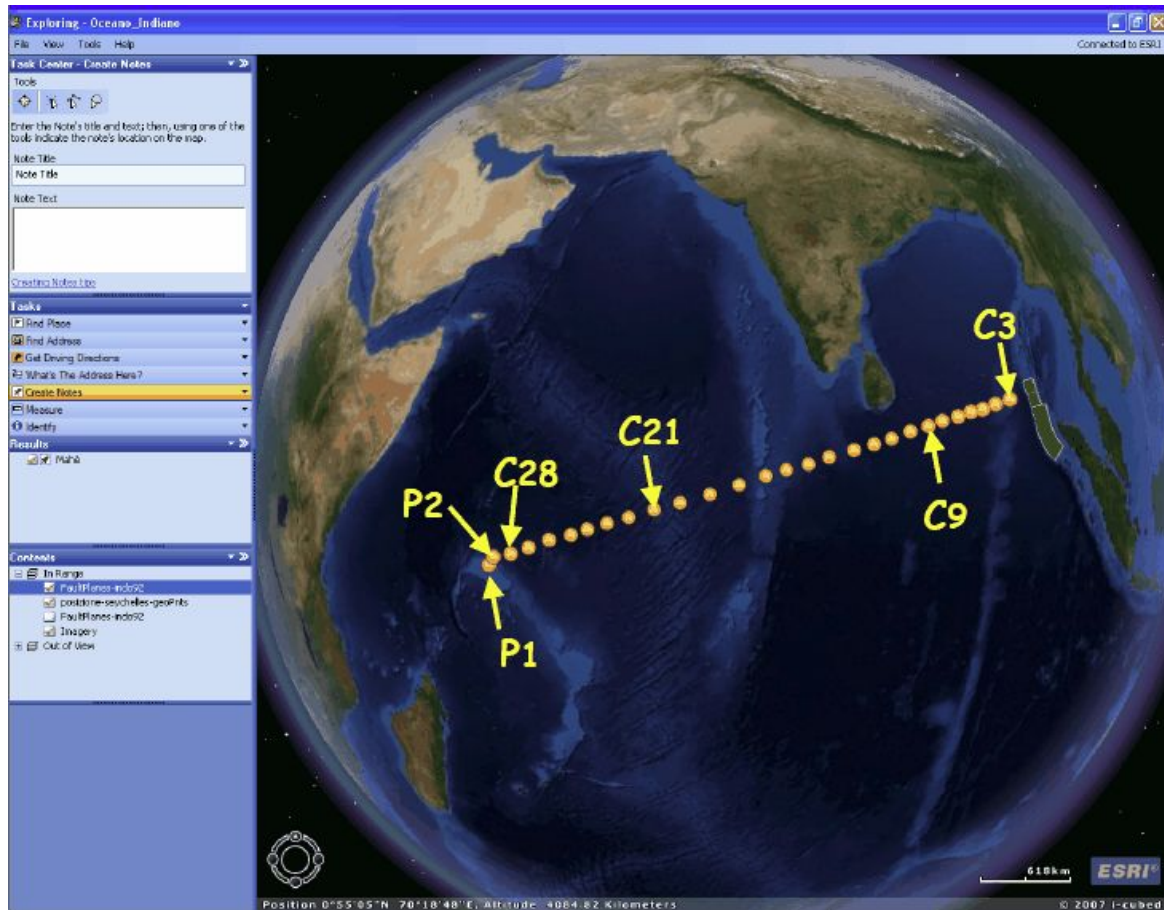 Exploring - Oceano_Indiano
File View Tools Help
Connected to ESRI
Task Center - Create Notes
Tools
Enter the Note's title and text; then, using one of the
tools indicate the note's location on the map.
Note Title
Note Title
Note Text
Creating Notes tips
Tasks
Find Place
Find Address
Get Driving Directions
What's The Address Here?
Create Notes
Measure
Identify
Results
Mahè
Contents
In Range
FaultPlanes-indo92
posizione-seychelles-geoPnts
FaultPlanes-indo92
Imagery
Out of View
C3
C21
C9
C28
P2
P1
618km
ESRI
Position 0°55'05"N 70°18'48"E, Altitude 4084.82 Kilometers
© 2007 i-cubed